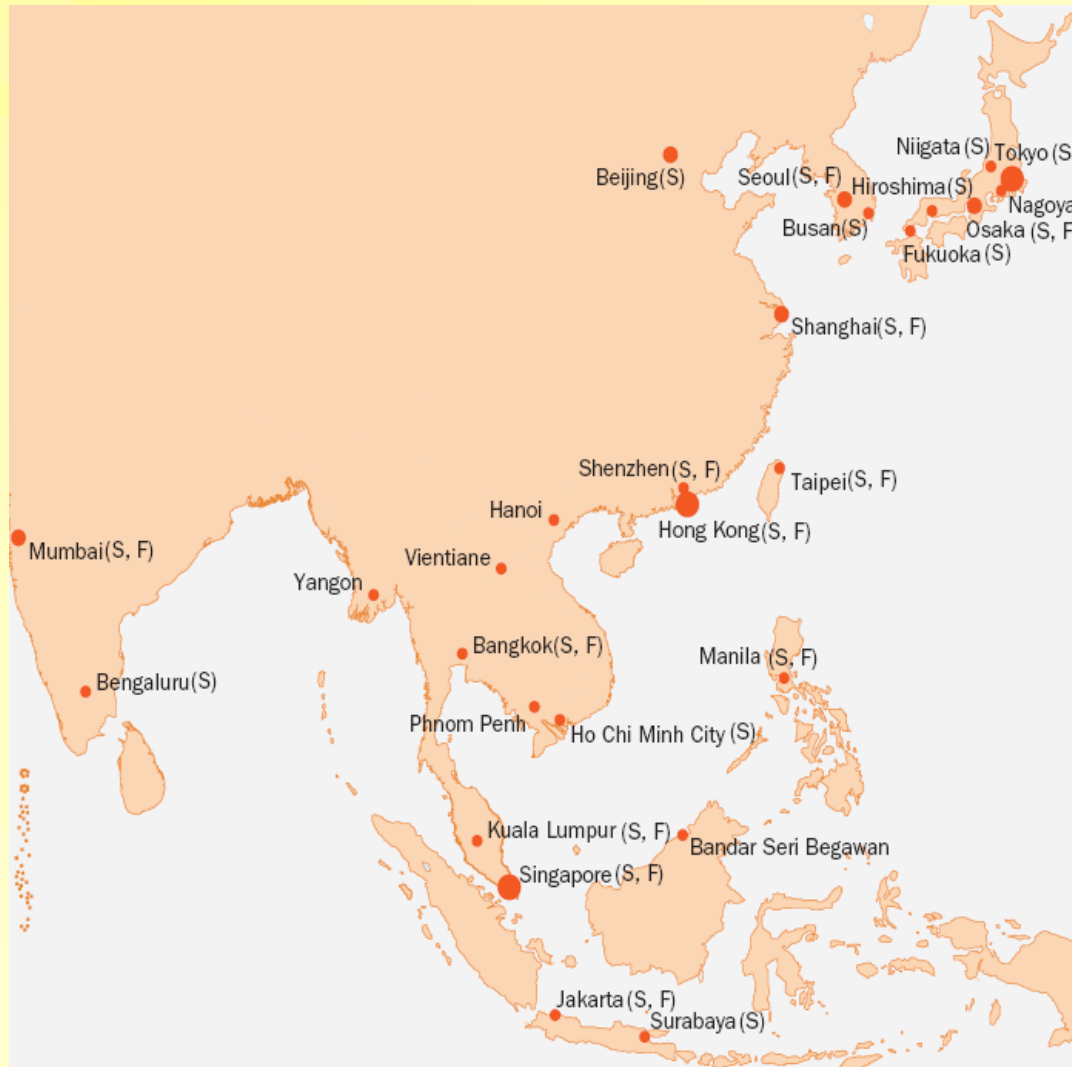 Niigata (S)
Tokyo (S
Beijing(S)
Seoul(S, F)
Hiroshima(S)
Nagoya
Busan(S)
Osaka (S, F
Fukuoka (S)
Shanghai(S, F)
Shenzhen(S, F)
Taipei(S, F)
Hanoi
Hong Kong(S, F)
Mumbai(S, F)
Vientiane
Yangon
Bangkok(S, F)
Manila (S, F)
Bengaluru(S)
Phnom Penh
Ho Chi Minh City (S)
Kuala Lumpur (S, F)
Bandar Seri Begawan
Singapore(S, F)
Jakarta(S, F)
Surabaya(S)